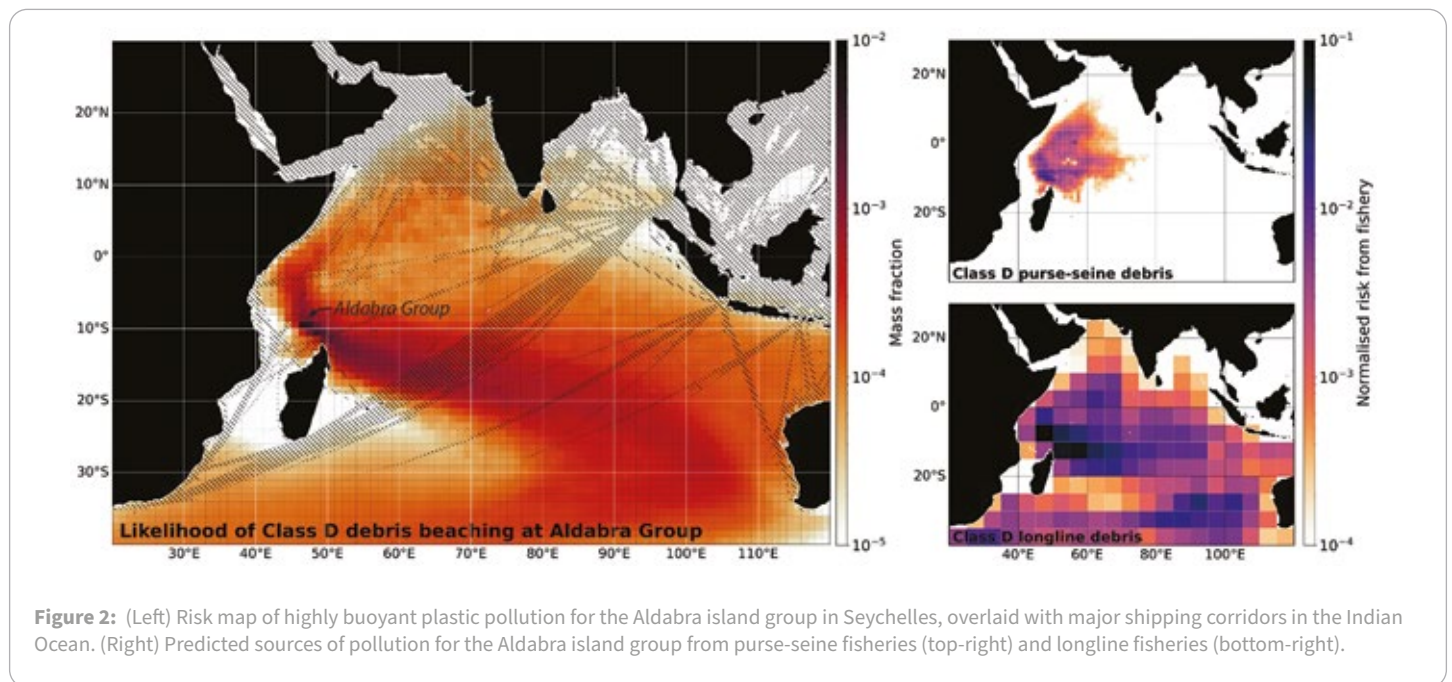 20°N
10°N
0°
10°S
20°S
30°S
Aldabra Group
Likelihood of Class D debris beaching at Aldabra Group
30°E 40°E 50°E 60°E 70°E 80°E 90°E 100°E 110°E
10⁻²
10⁻³
10⁻⁴
10⁻⁵
Mass fraction
20°N
0°
20°S
Class D purse-seine debris
20°N
0°
20°S
Class D longline debris
40°E 60°E 80°E 100°E
10⁻¹
10⁻²
10⁻³
10⁻⁴
Normalised risk from fishery
Figure 2: (Left) Risk map of highly buoyant plastic pollution for the Aldabra island group in Seychelles, overlaid with major shipping corridors in the Indian
Ocean. (Right) Predicted sources of pollution for the Aldabra island group from purse-seine fisheries (top-right) and longline fisheries (bottom-right).